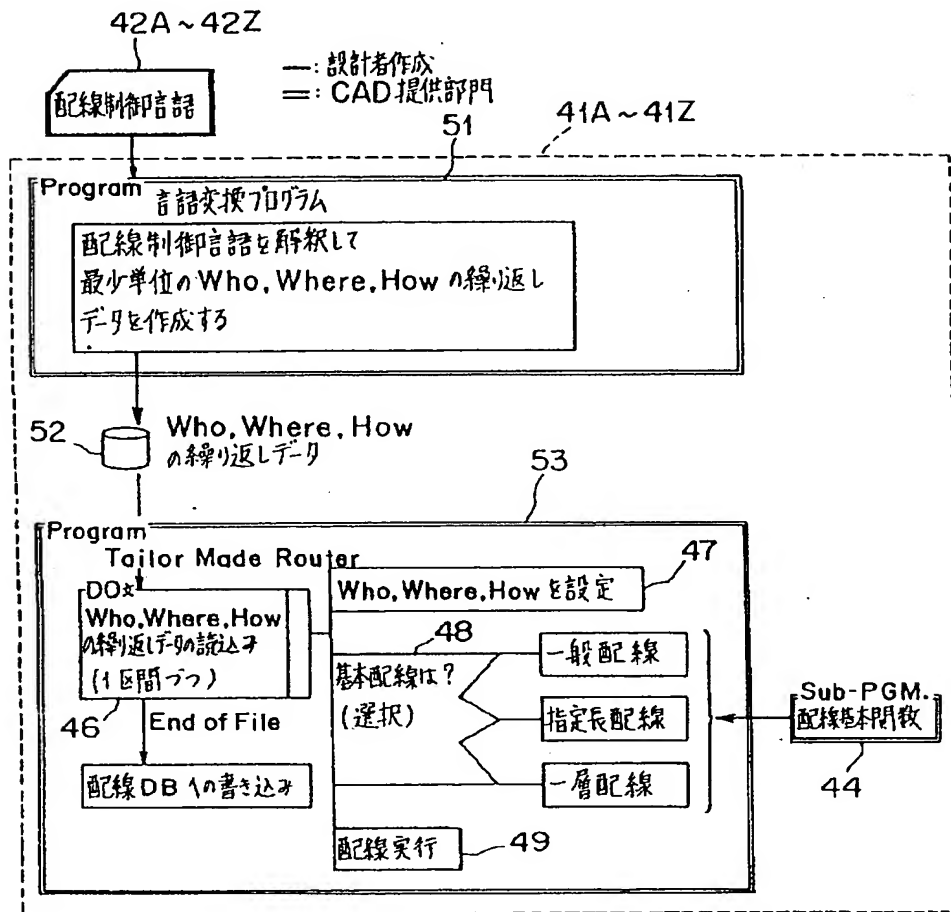 42A~42Z
配線制御言語
—: 設計者作成
=: CAD提供部門
41A~41Z
51
Program
言語変換プログラム
配線制御言語を解釈して
最少単位のWho,Where,Howの繰り返し
データを作成する
52
Who,Where,How
の繰り返しデータ
53
Program
Tailor Made Router
DO文
Who,Where,How
の繰り返しデータの読込み
(1区間づつ)
46
End of File
配線DBへの書き込み
47
Who,Where,Howを設定
48
基本配線は?
(選択)
一般配線
指定長配線
一層配線
49
配線実行
Sub-PGM.
配線基本関数
44